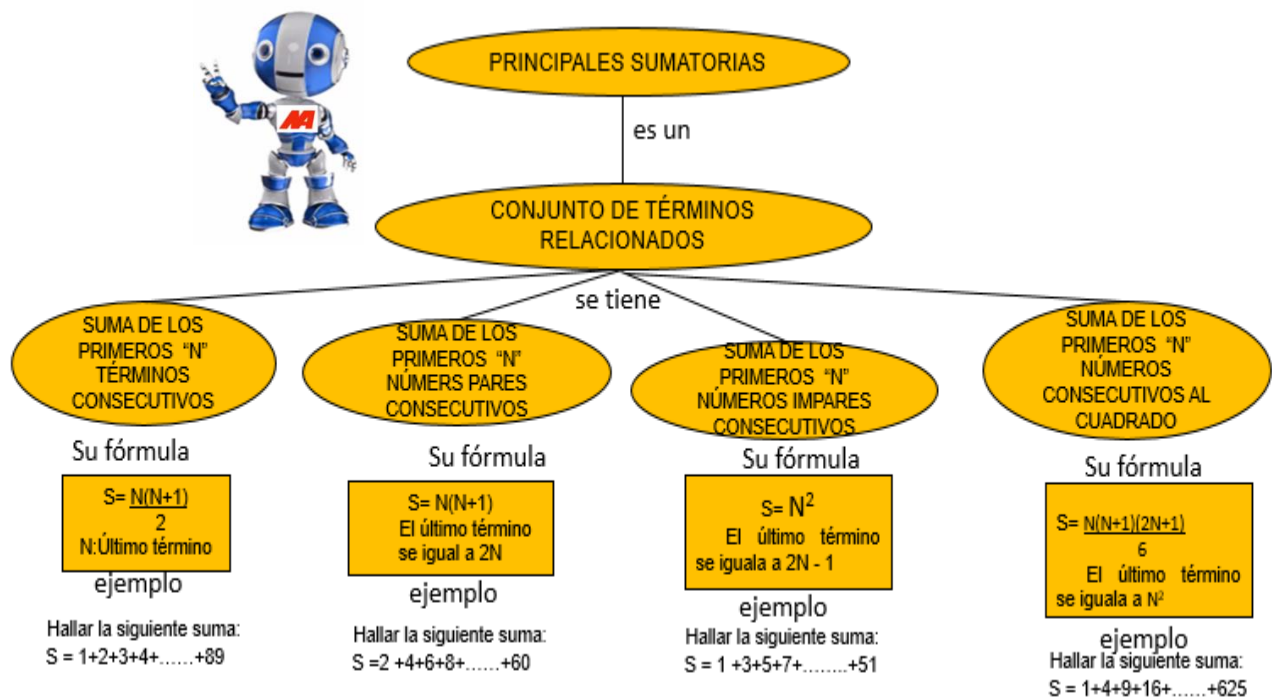 PRINCIPALES SUMATORIAS
es un
CONJUNTO DE TÉRMINOS
RELACIONADOS
se tiene
SUMA DE LOS
PRIMEROS “N”
TÉRMINOS
CONSECUTIVOS
Su fórmula
S= N(N+1)
2
N:Último término
ejemplo
Hallar la siguiente suma:
S = 1+2+3+4+......+89
SUMA DE LOS
PRIMEROS “N”
NÚMERS PARES
CONSECUTIVOS
Su fórmula
S= N(N+1)
El último término
se igual a 2N
ejemplo
Hallar la siguiente suma:
S =2 +4+6+8+......+60
SUMA DE LOS
PRIMEROS “N”
NÚMEROS IMPARES
CONSECUTIVOS
Su fórmula
S= N²
El último término
se iguala a 2N - 1
ejemplo
Hallar la siguiente suma:
S = 1 +3+5+7+........+51
SUMA DE LOS
PRIMEROS “N”
NÚMEROS
CONSECUTIVOS AL
CUADRADO
Su fórmula
S= N(N+1)(2N+1)
6
El último término
se iguala a N²
ejemplo
Hallar la siguiente suma:
S = 1+4+9+16+......+625